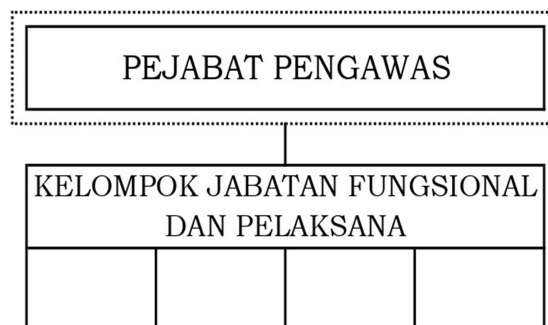 PEJABAT PENGAWAS
KELOMPOK JABATAN FUNGSIONAL
DAN PELAKSANA